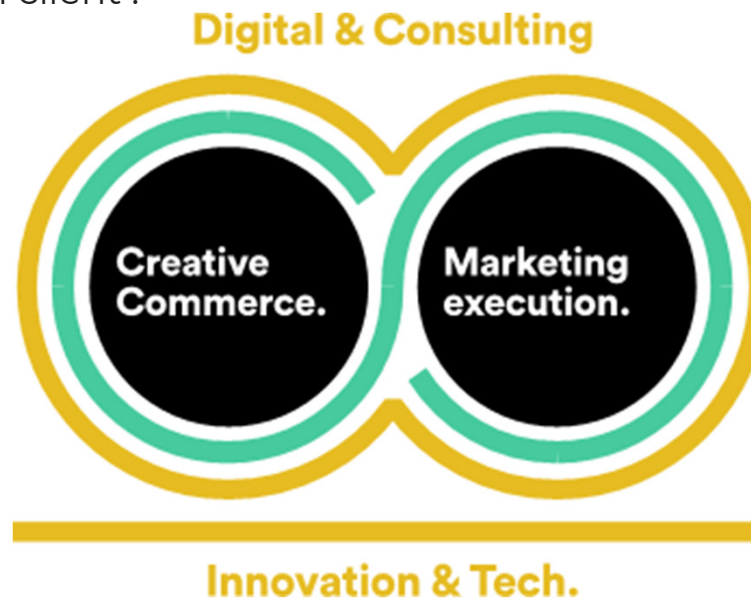 Digital & Consulting
Creative
Commerce.
Marketing
execution.
Innovation & Tech.